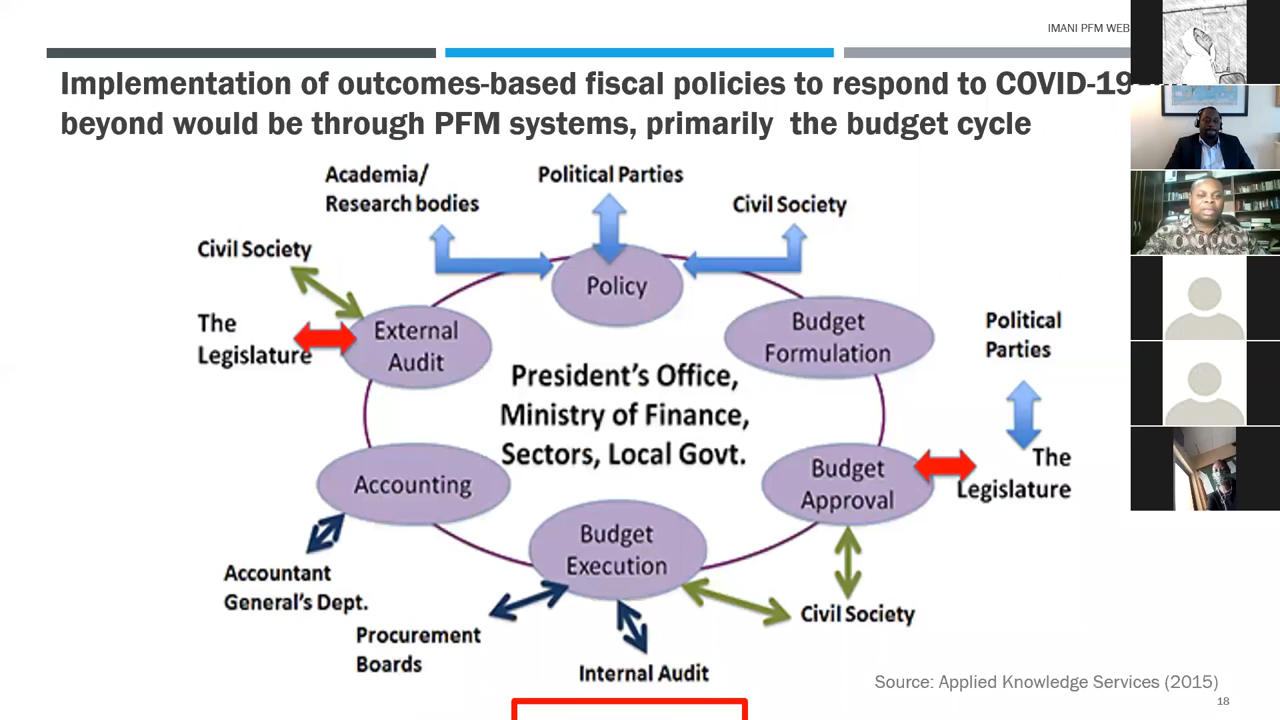 IMANI PFM
Implementation of outcomes-based fiscal policies to respond to COVID-19
beyond would be through PFM systems, primarily the budget cycle
Academia/
Research bodies
Political Parties
Civil Society
Civil Society
Policy
The
Legislature
External
Audit
Budget
Formulation
Political
Parties
President's Office,
Ministry of Finance,
Sectors, Local Govt.
Accounting
Budget
Approval
The
Legislature
Budget
Execution
Accountant
General's Dept.
Procurement
Boards
Internal Audit
Civil Society
Source: Applied Knowledge Services (2015)
18